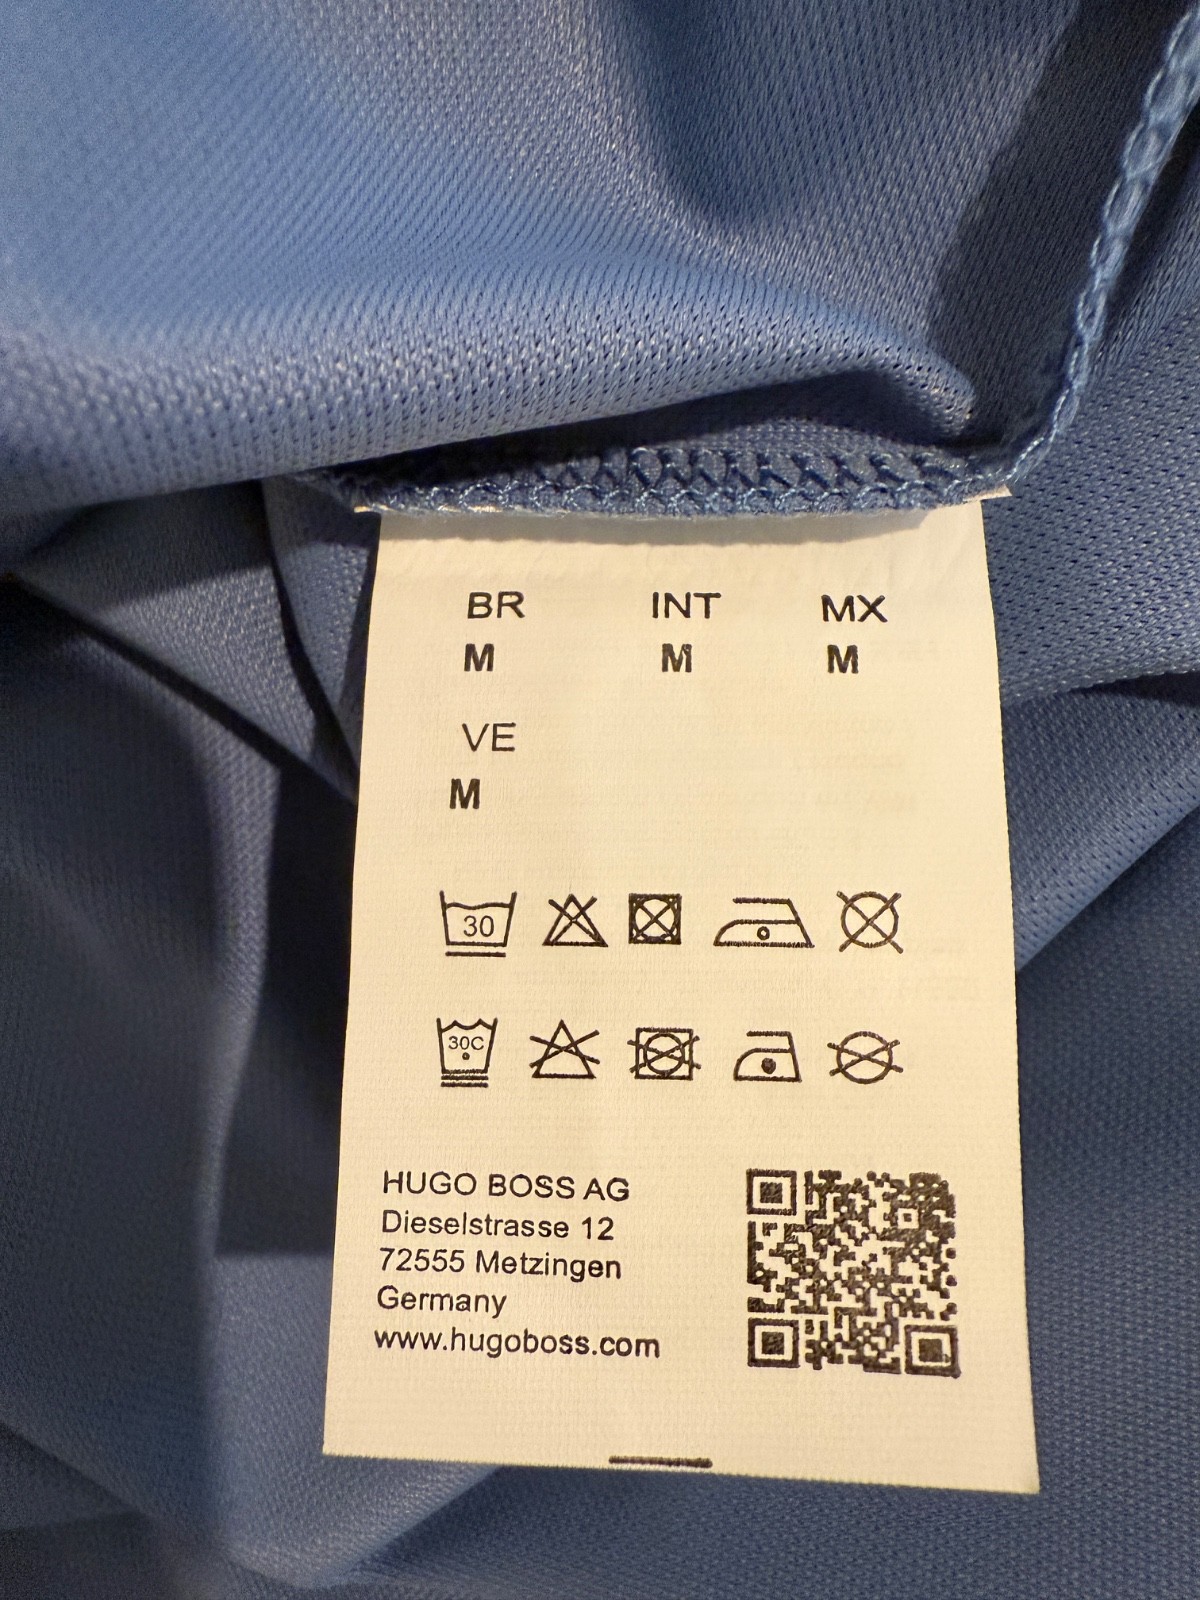 BR INT MX
M M M
VE
M
30
30C
HUGO BOSS AG
Dieselstrasse 12
72555 Metzingen
Germany
www.hugoboss.com